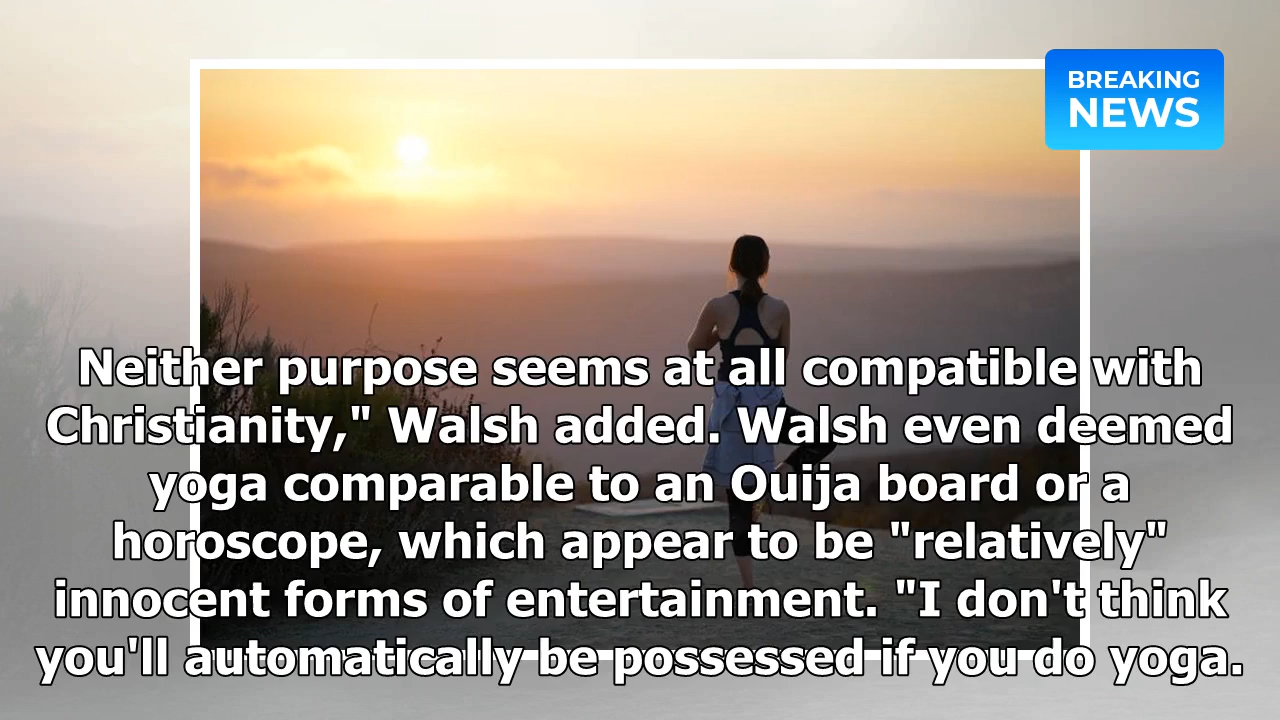 BREAKING
NEWS
Neither purpose seems at all compatible with
Christianity," Walsh added. Walsh even deemed
yoga comparable to an Ouija board or a
horoscope, which appear to be "relatively"
innocent forms of entertainment. "I don't think
you'll automatically be possessed if you do yoga.